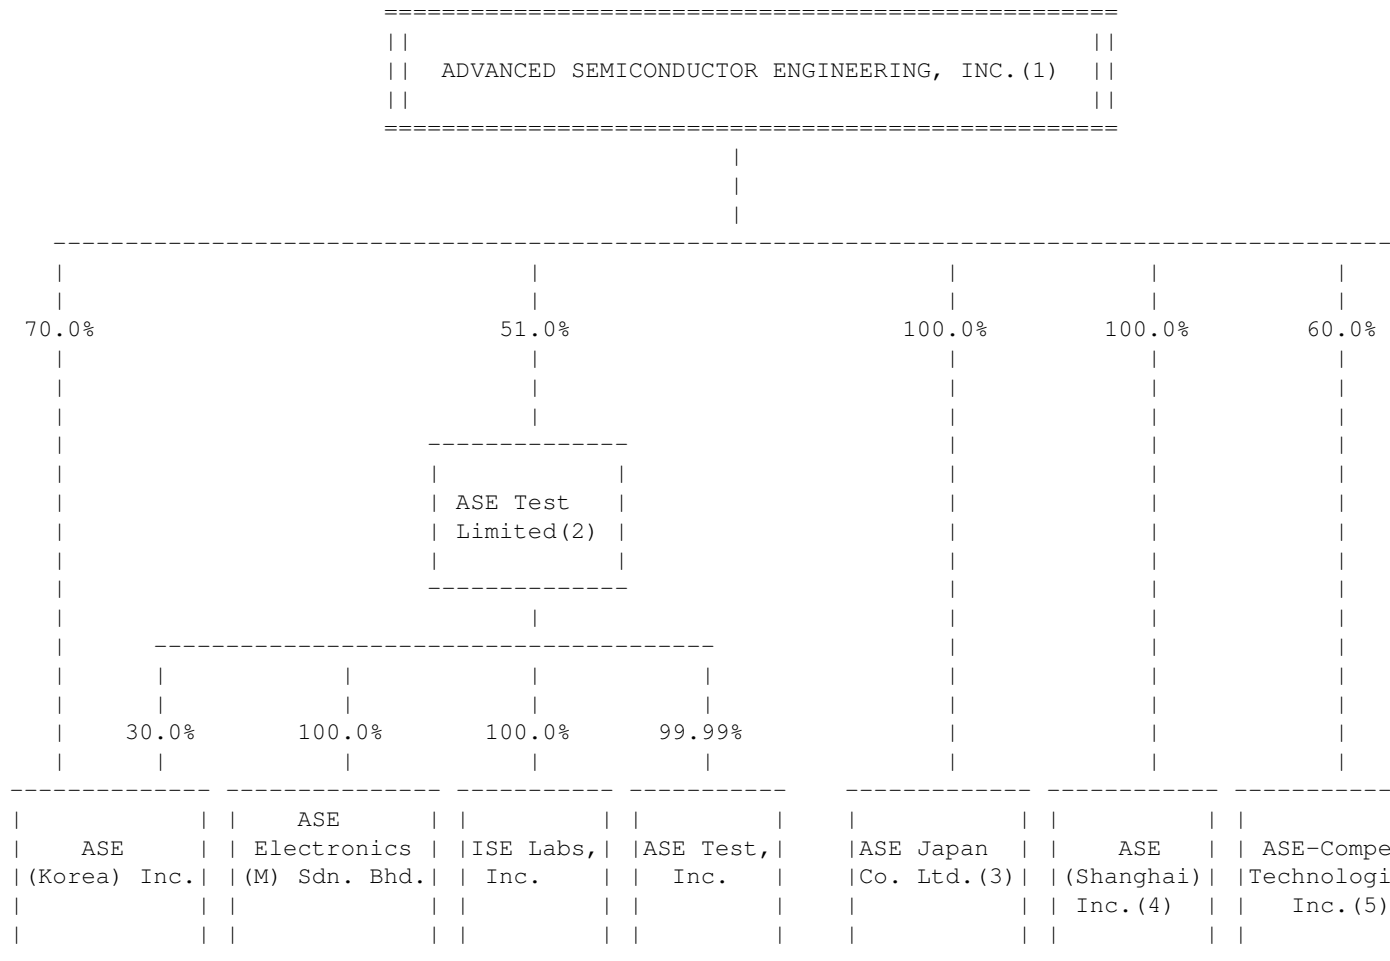 ADVANCED SEMICONDUCTOR ENGINEERING, INC.(1)
70.0% 51.0% 100.0% 100.0% 60.0%
ASE Test
Limited(2)
30.0% 100.0% 100.0% 99.99%
ASE
(Korea) Inc.
ASE
Electronics
(M) Sdn. Bhd.
ISE Labs,
Inc.
ASE Test,
Inc.
ASE Japan
Co. Ltd.(3)
ASE
(Shanghai)
Inc.(4)
ASE-Compe
Technologi
Inc.(5)